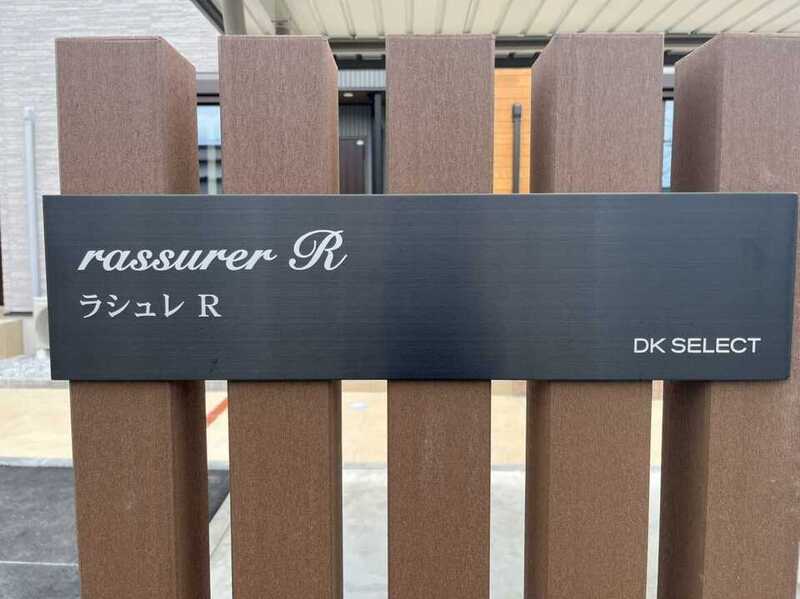 rassurer R
ラシュレ R
DK SELECT